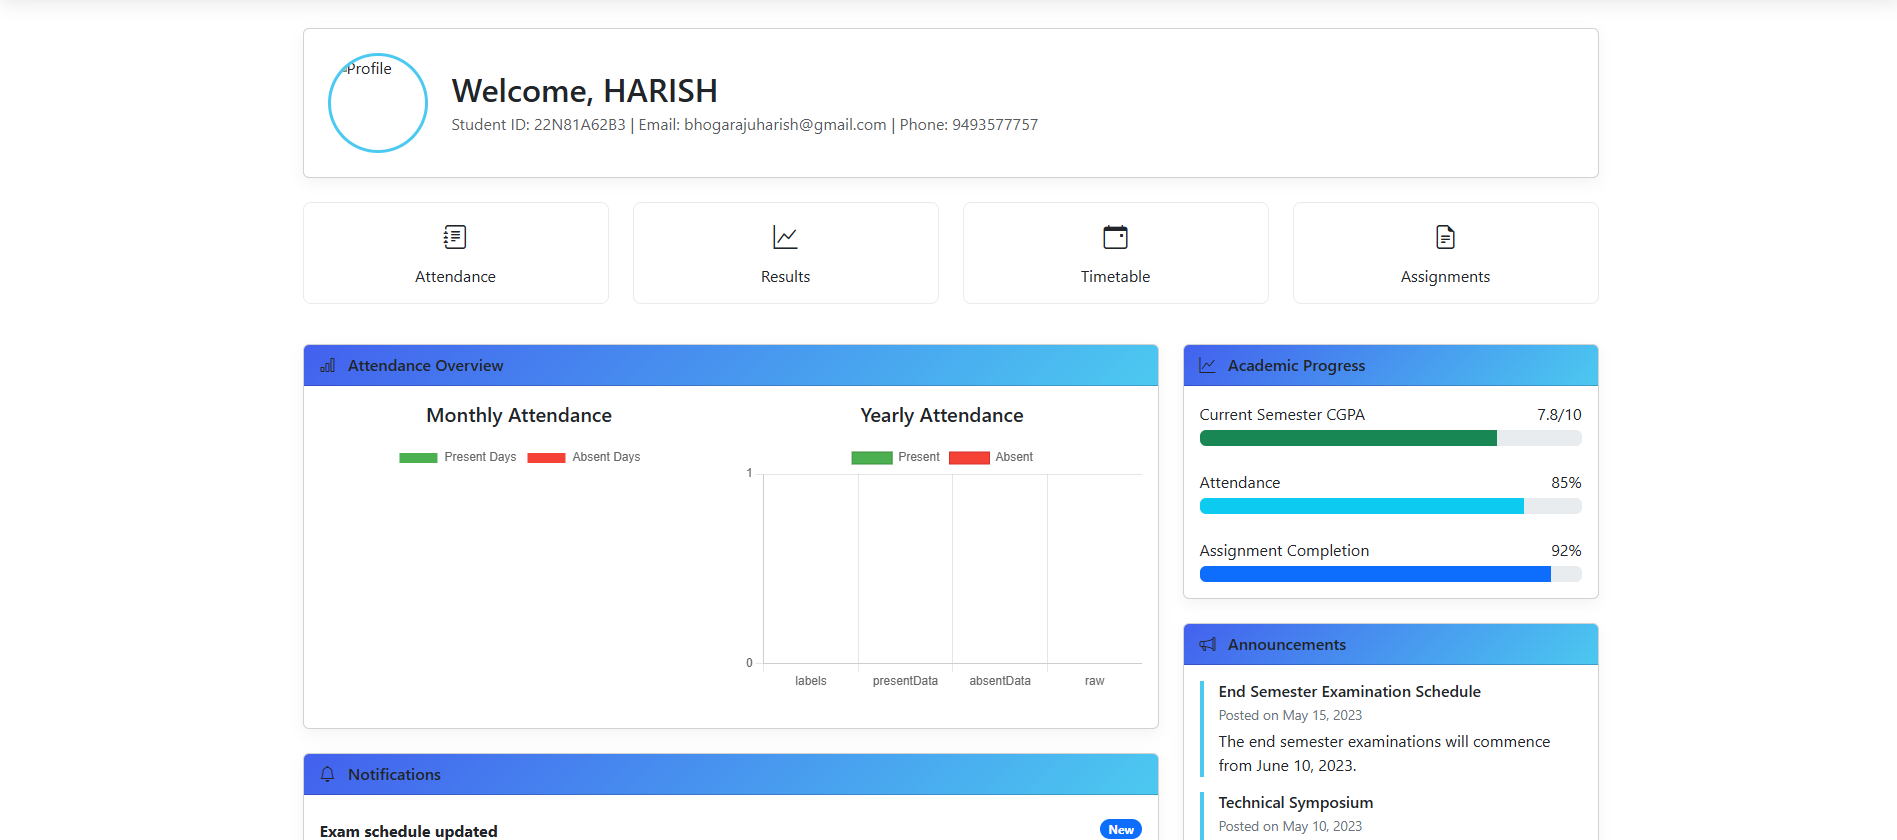 Profile
Welcome, HARISH
Student ID: 22N81A62B3 | Email: bhogarajuharish@gmail.com | Phone: 9493577757
Attendance
Results
Timetable
Assignments
Attendance Overview
Monthly Attendance
Present Days Absent Days
Yearly Attendance
Present Absent
1
0
labels presentData absentData raw
Notifications
Exam schedule updated New
Academic Progress
Current Semester CGPA 7.8/10
Attendance 85%
Assignment Completion 92%
Announcements
End Semester Examination Schedule
Posted on May 15, 2023
The end semester examinations will commence
from June 10, 2023.
Technical Symposium
Posted on May 10, 2023